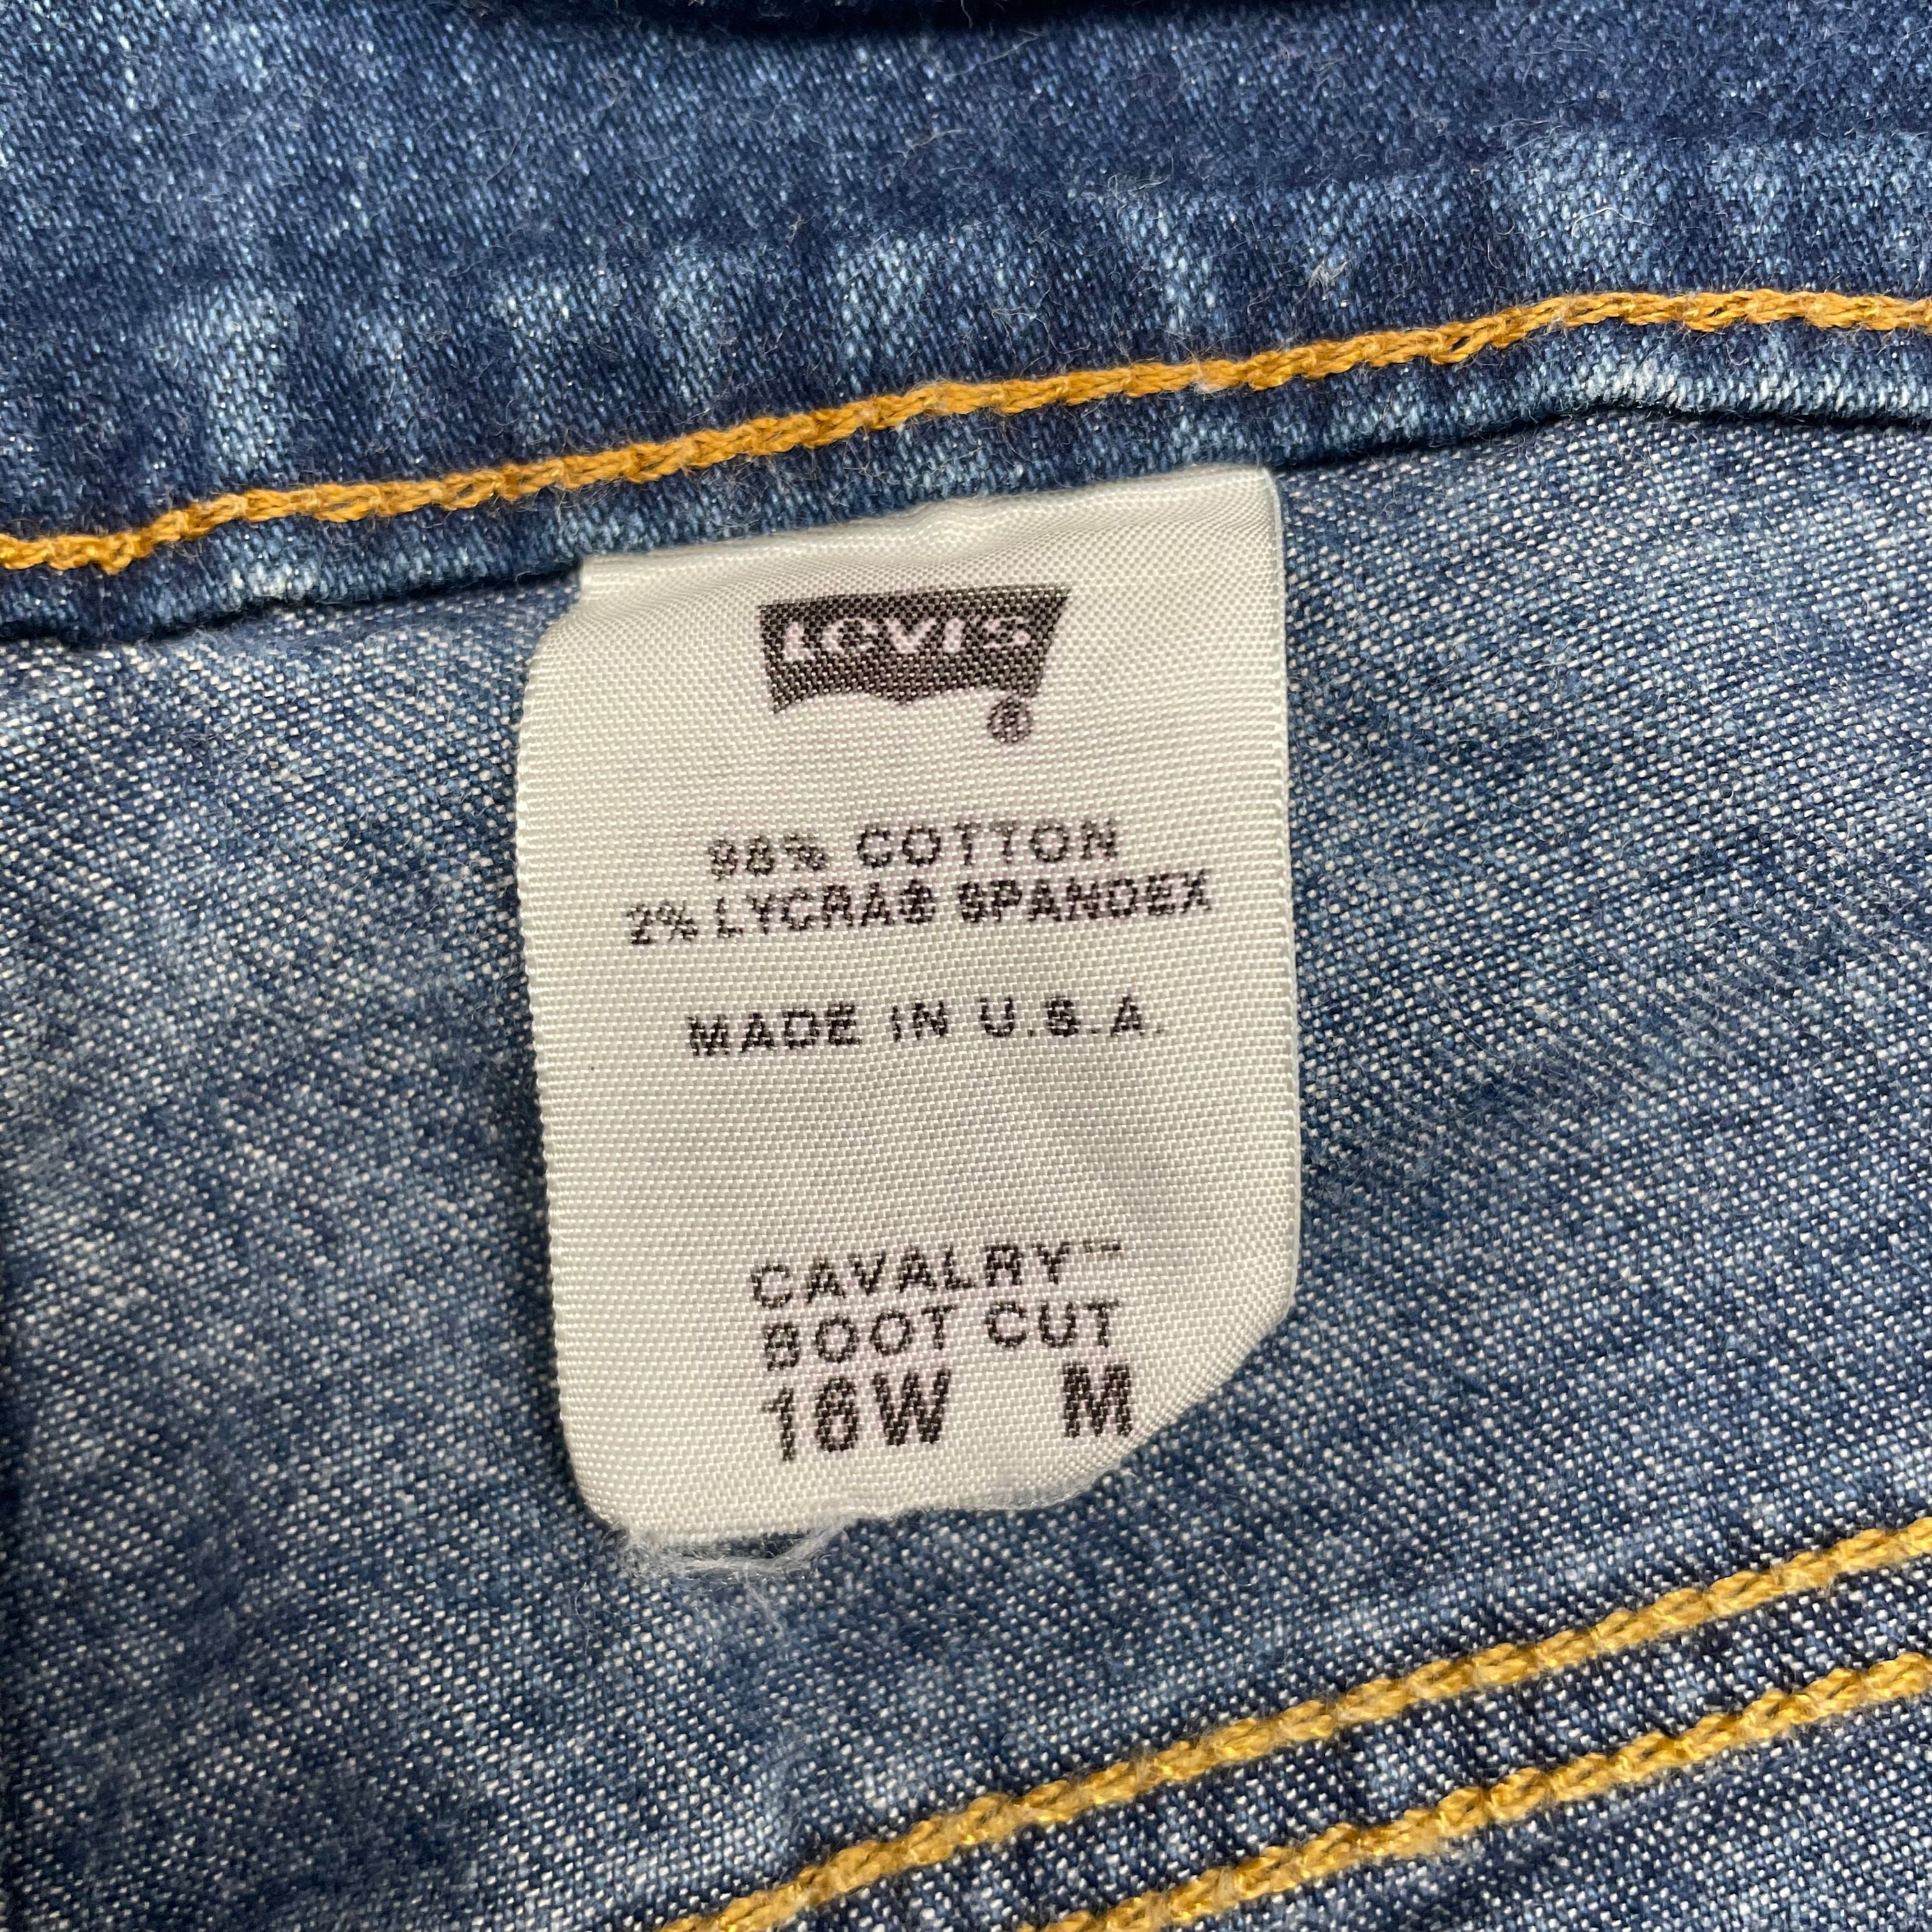 LEVI'S
®
98% COTTON
2% LYCRA® SPANDEX
MADE IN U.S.A.
CAVALRY™
BOOT CUT
16W M